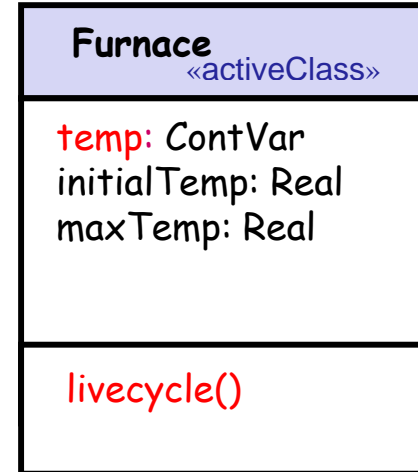 Furnace
«activeClass»
temp: ContVar
initialTemp: Real
maxTemp: Real
livecycle()